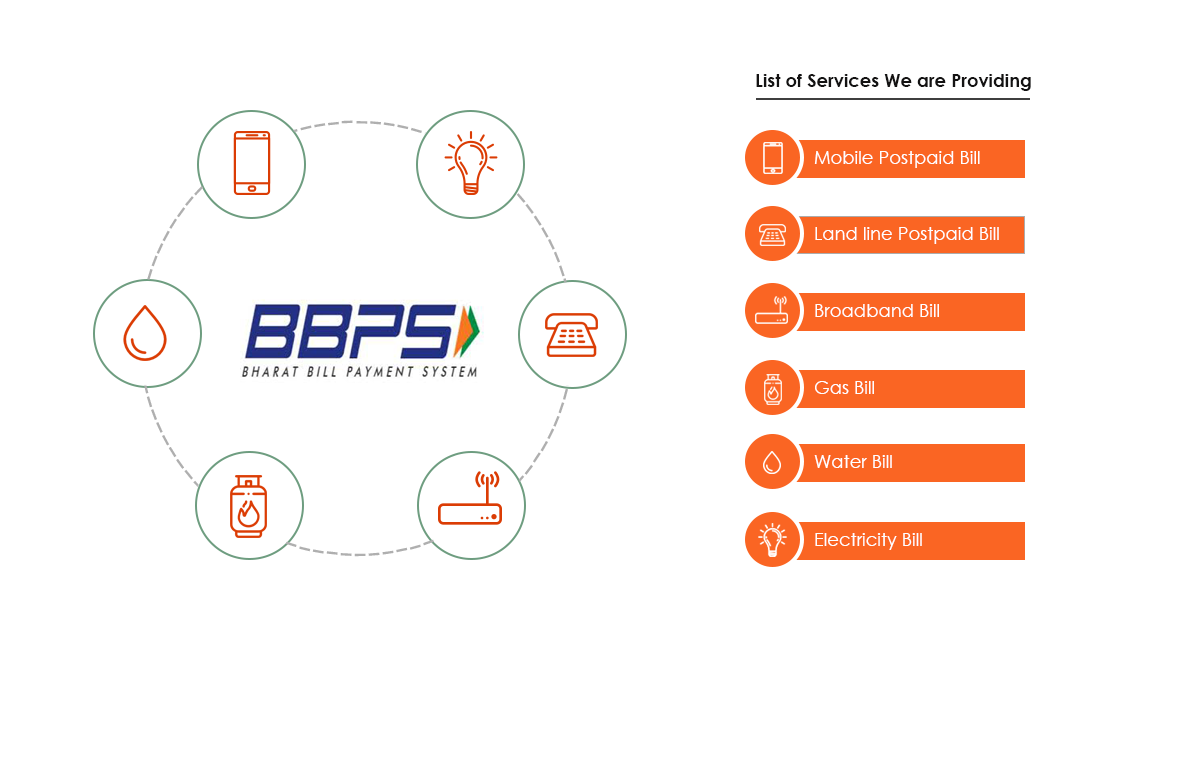 List of Services We are Providing
Mobile Postpaid Bill
Land line Postpaid Bill
Broadband Bill
Gas Bill
Water Bill
Electricity Bill
BBPS
BHARAT BILL PAYMENT SYSTEM